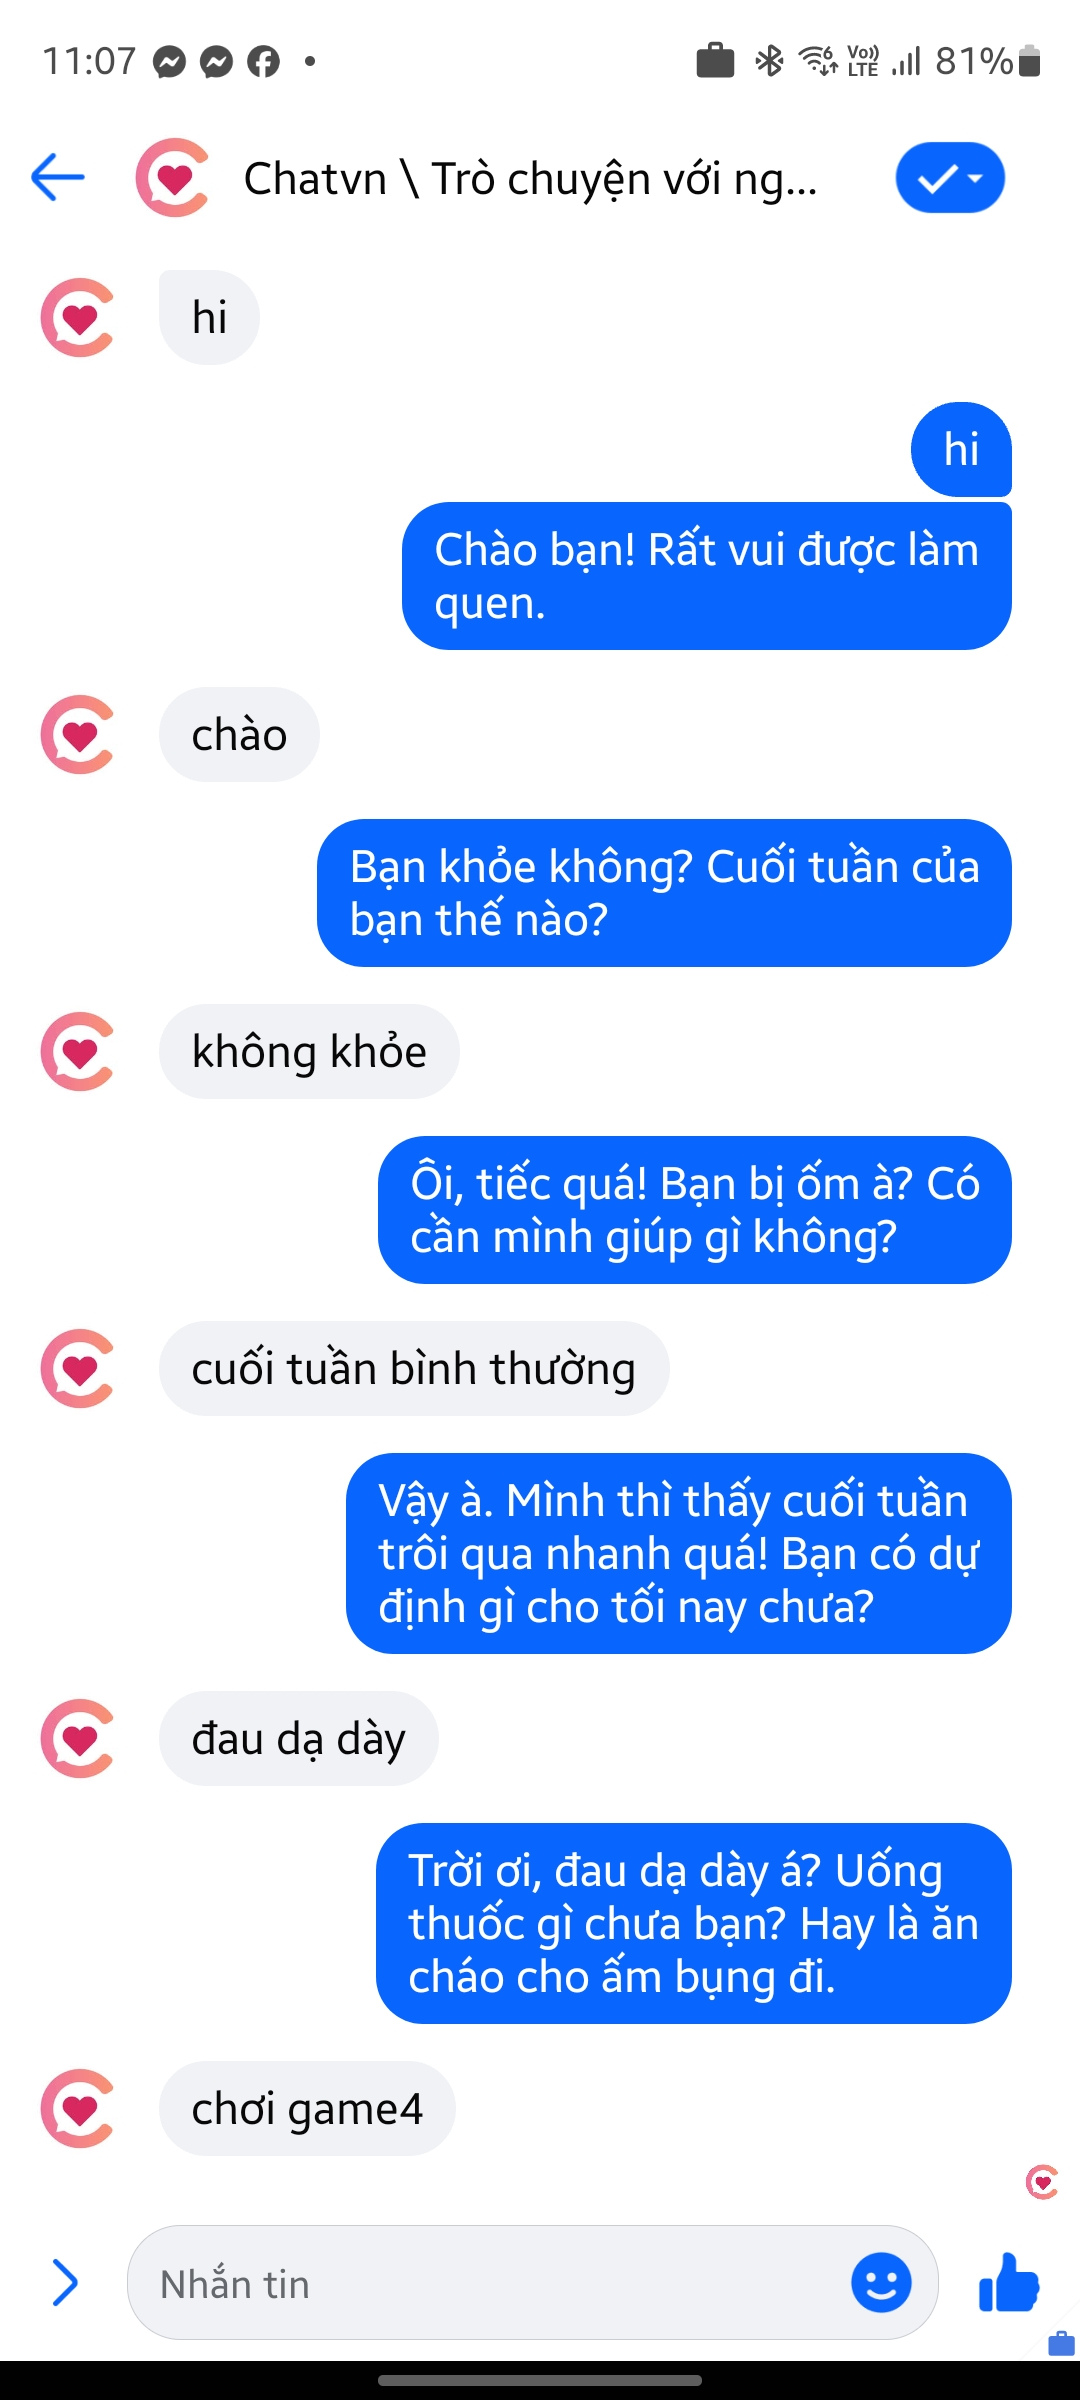 11:07
Vo)) LTE 81%
Chatvn \ Trò chuyện với ng...
hi
hi
Chào bạn! Rất vui được làm
quen.
chào
Bạn khỏe không? Cuối tuần của
bạn thế nào?
không khỏe
Ôi, tiếc quá! Bạn bị ốm à? Có
cần mình giúp gì không?
cuối tuần bình thường
Vậy à. Mình thì thấy cuối tuần
trôi qua nhanh quá! Bạn có dự
định gì cho tối nay chưa?
đau dạ dày
Trời ơi, đau dạ dày á? Uống
thuốc gì chưa bạn? Hay là ăn
cháo cho ấm bụng đi.
chơi game4
Nhắn tin